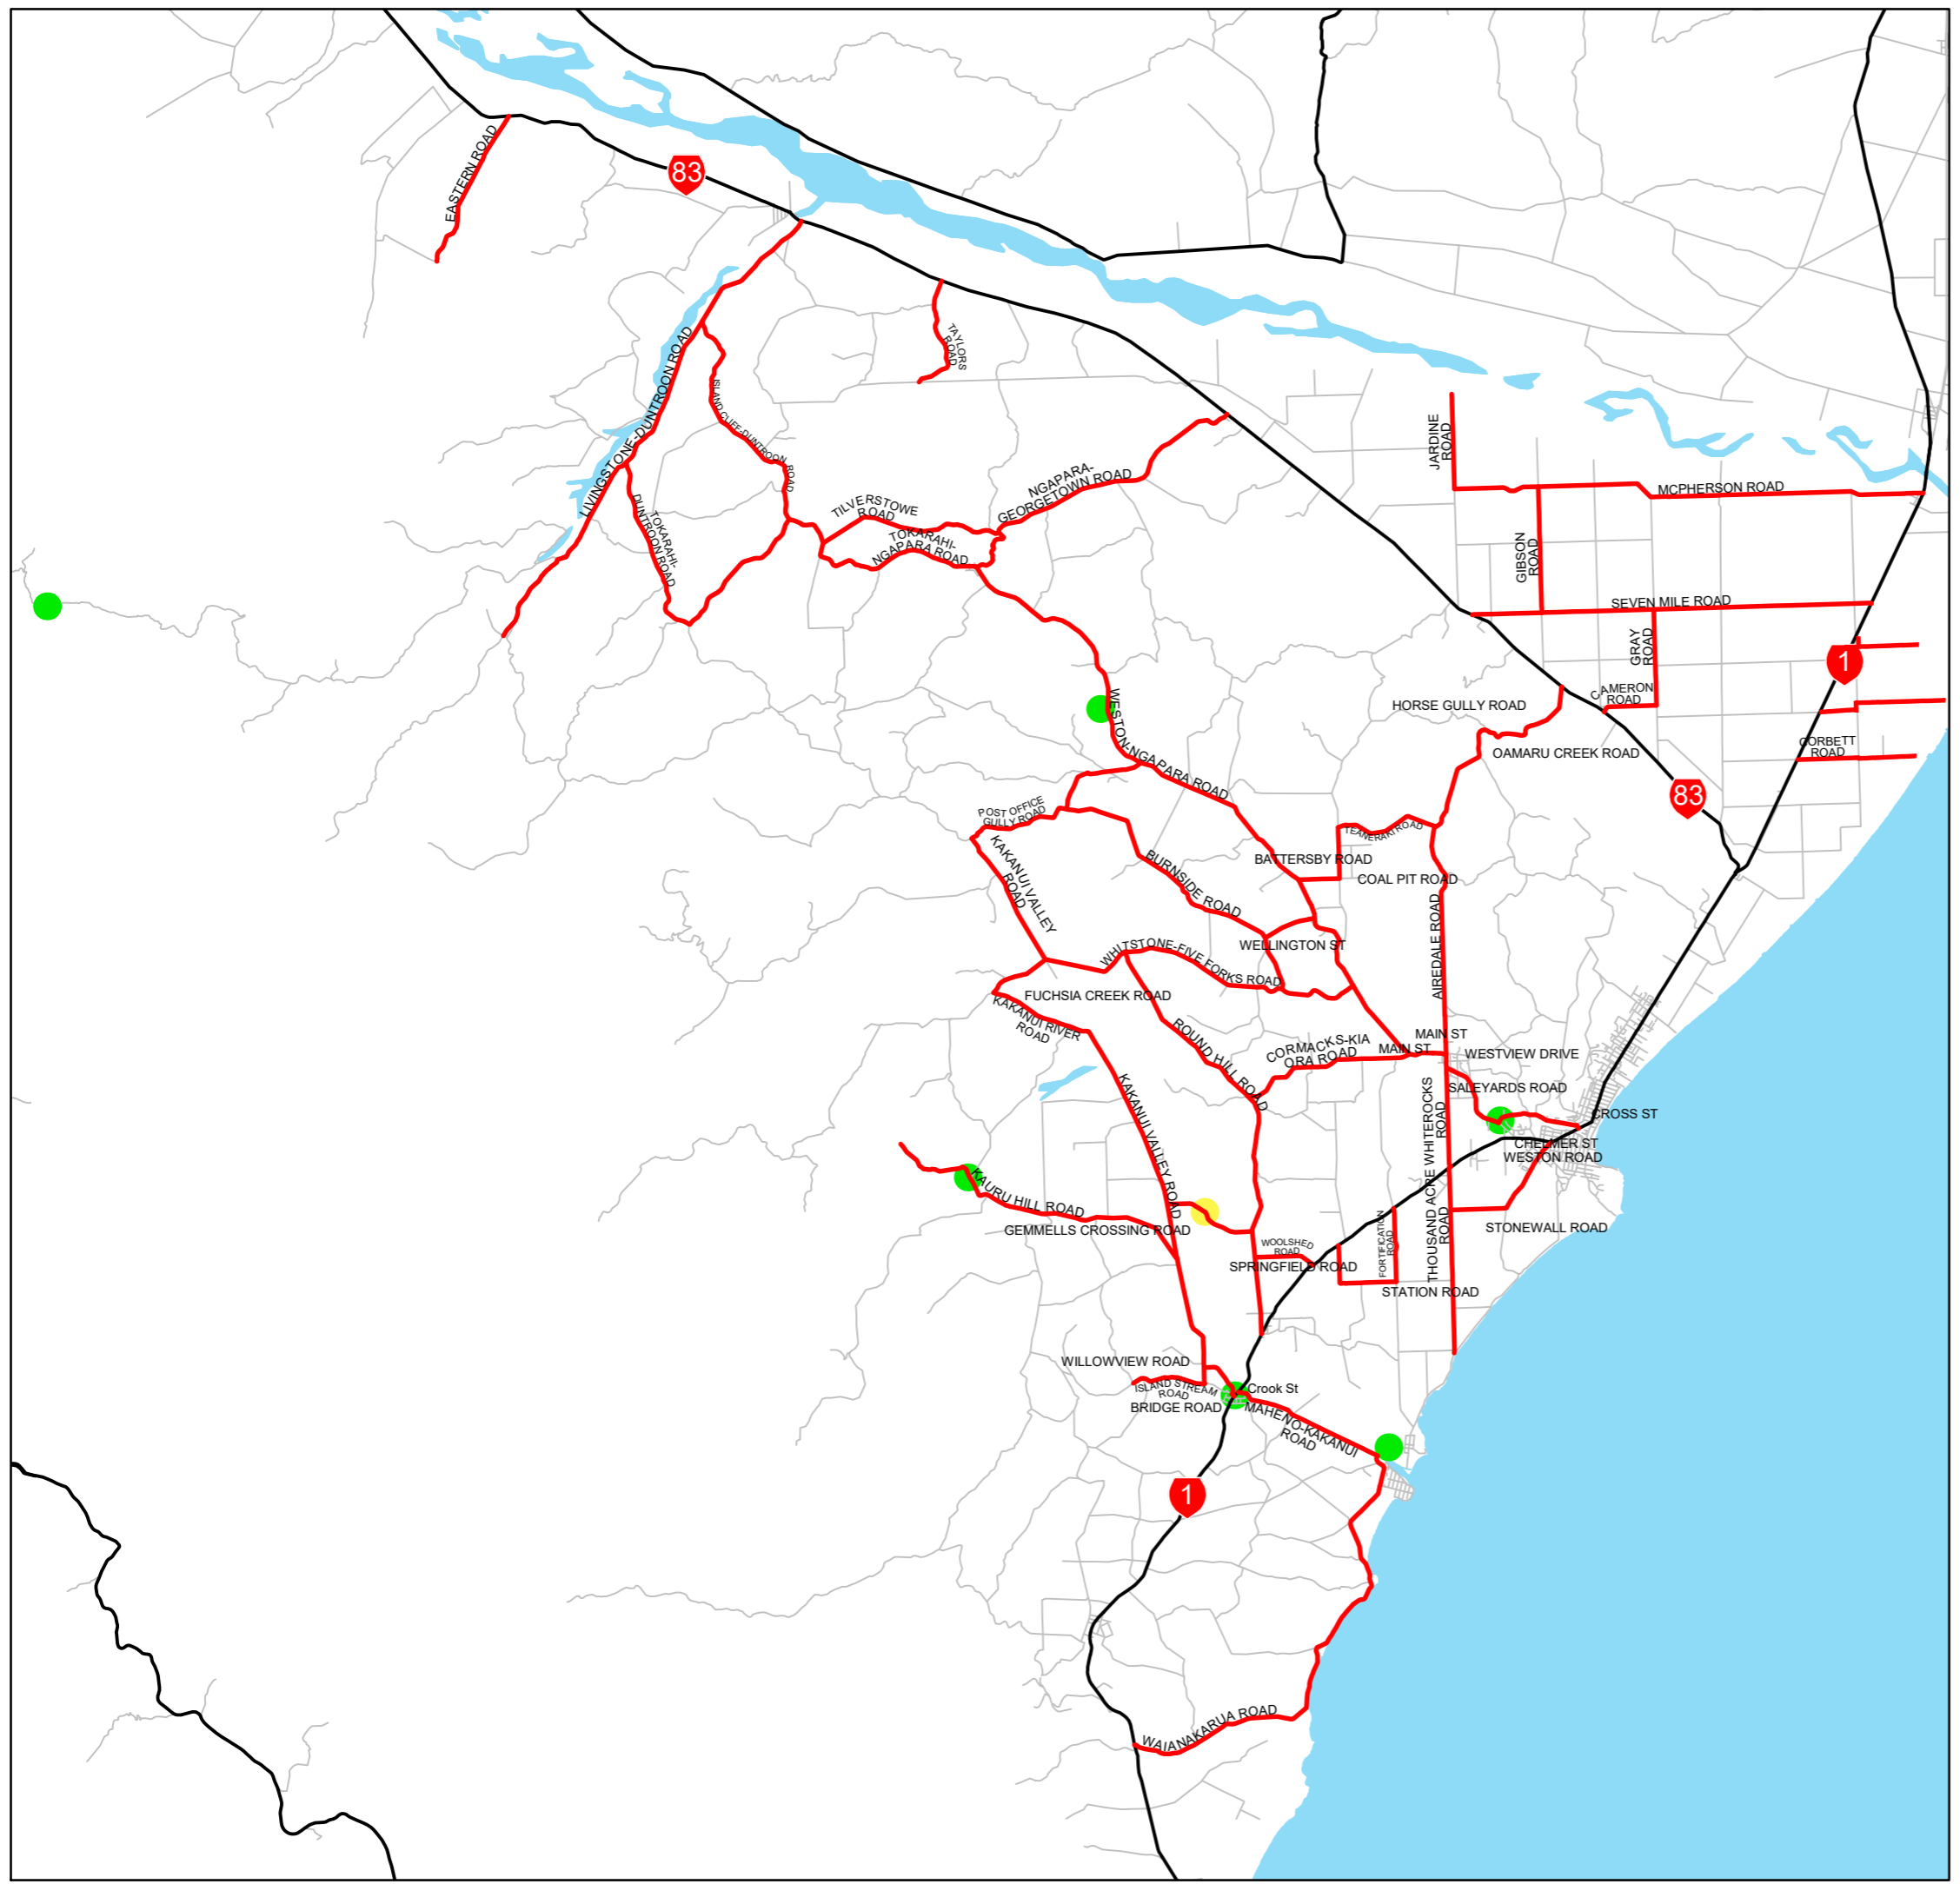 EASTERN ROAD
83
TAYLORS
ROAD
LIVINGSTONE-DUNTROON ROAD
ISLAND CLIFF-DUNTROON ROAD
TOKARAHI-
DUNTROON ROAD
TILVERSTOWE
ROAD
TOKARAHI-
NGAPARA ROAD
NGAPARA-
GEORGETOWN ROAD
JARDINE
ROAD
MCPHERSON ROAD
GIBSON
ROAD
SEVEN MILE ROAD
GRAY
ROAD
1
CAMERON
ROAD
HORSE GULLY ROAD
OAMARU CREEK ROAD
CORBETT
ROAD
83
WESTON-NGAPARA ROAD
POST OFFICE
GULLY ROAD
KAKANUI VALLEY
ROAD
BURNSIDE ROAD
TEANERAKI ROAD
BATTERSBY ROAD
COAL PIT ROAD
AIREDALE ROAD
WELLINGTON ST
WHITSTONE-FIVE FORKS ROAD
FUCHSIA CREEK ROAD
KAKANUI RIVER
ROAD
ROUND HILL ROAD
CORMACKS-KIA
ORA ROAD
MAIN ST
MAIN ST
WESTVIEW DRIVE
SALEYARDS ROAD
CROSS ST
CHELMER ST
WESTON ROAD
THOUSAND ACRE WHITEROCKS
ROAD
ROAD
KAKANUI VALLEY ROAD
KAURU HILL ROAD
GEMMELLS CROSSING ROAD
STONEWALL ROAD
FORTIFICATION
ROAD
WOOLSHED
ROAD
SPRINGFIELD ROAD
STATION ROAD
WILLOWVIEW ROAD
ISLAND STREAM
ROAD
BRIDGE ROAD
Crook St
MAHENO-KAKANUI
ROAD
1
WAIANAKARUA ROAD